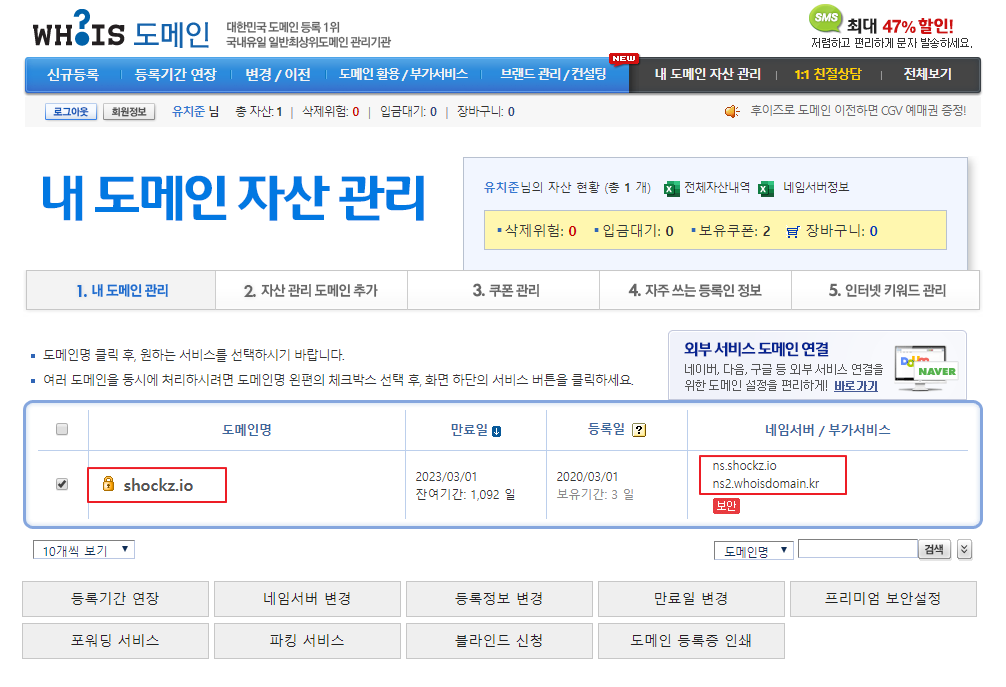 WH?IS 도메인
대한민국 도메인 등록 1위
국내유일 일반최상위도메인 관리기관
SMS 최대 47% 할인!
저렴하고 편리하게 문자 발송하세요.
신규등록 등록기간 연장 변경 / 이전 도메인 활용 / 부가서비스 브랜드 관리 / 컨설팅 NEW 내 도메인 자산 관리 1:1 친절상담 전체보기
로그아웃 회원정보 유치준 님 총 자산: 1 | 삭제위험: 0 | 입금대기: 0 | 장바구니: 0 후이즈로 도메인 이전하면 CGV 예매권 증정!
내 도메인 자산 관리
유치준님의 자산 현황 (총 1 개) 전체자산내역 네임서버정보
삭제위험: 0 입금대기: 0 보유쿠폰: 2 장바구니: 0
1. 내 도메인 관리 2. 자산 관리 도메인 추가 3. 쿠폰 관리 4. 자주 쓰는 등록인 정보 5. 인터넷 키워드 관리
도메인명 클릭 후, 원하는 서비스를 선택하시기 바랍니다.
여러 도메인을 동시에 처리하시려면 도메인명 왼편의 체크박스 선택 후, 화면 하단의 서비스 버튼을 클릭하세요.
외부 서비스 도메인 연결
네이버, 다음, 구글 등 외부 서비스 연결을
위한 도메인 설정을 편리하게! 바로가기
Daum
NAVER
도메인명 만료일 등록일 ? 네임서버 / 부가서비스
shockz.io
2023/03/01
잔여기간: 1,092 일
2020/03/01
보유기간: 3 일
ns.shockz.io
ns2.whoisdomain.kr
보안
10개씩 보기 도메인명 검색
등록기간 연장 네임서버 변경 등록정보 변경 만료일 변경 프리미엄 보안설정
포워딩 서비스 파킹 서비스 블라인드 신청 도메인 등록증 인쇄